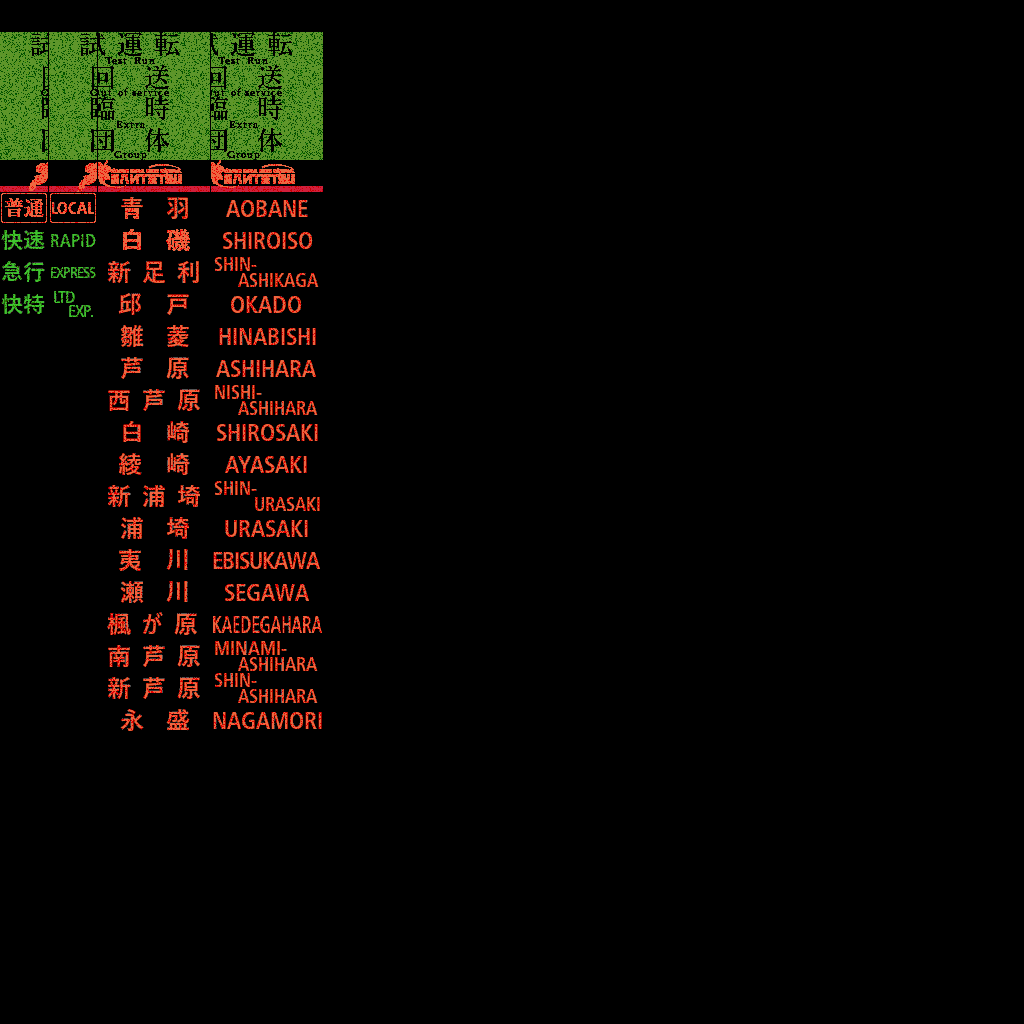 試 試運転 試運転
Test Run Test Run
回 回送 回送
Out of service Out of service
臨 臨時 臨時
Extra Extra
団 団体 団体
Group Group
普通 LOCAL 青羽 AOBANE
快速 RAPID 白磯 SHIROISO
急行 EXPRESS 新足利 SHIN-ASHIKAGA
快特 LTD EXP. 邱戸 OKADO
雛菱 HINABISHI
芦原 ASHIHARA
西芦原 NISHI-ASHIHARA
白崎 SHIROSAKI
綾崎 AYASAKI
新浦埼 SHIN-URASAKI
浦埼 URASAKI
夷川 EBISUKAWA
瀬川 SEGAWA
楓が原 KAEDEGAHARA
南芦原 MINAMI-ASHIHARA
新芦原 SHIN-ASHIHARA
永盛 NAGAMORI